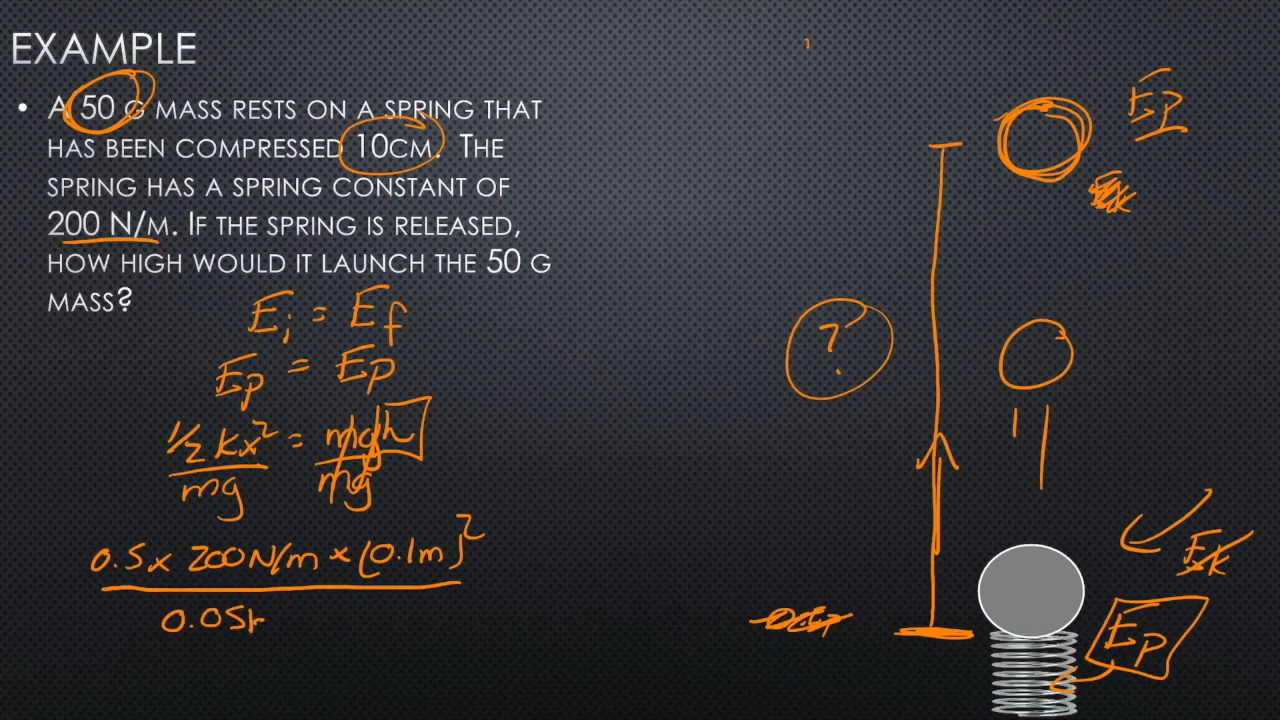 EXAMPLE
• A 50 G MASS RESTS ON A SPRING THAT
HAS BEEN COMPRESSED 10CM. THE
SPRING HAS A SPRING CONSTANT OF
200 N/M. IF THE SPRING IS RELEASED,
HOW HIGH WOULD IT LAUNCH THE 50 G
MASS?
Ei = Ef
Ep = Ep
1/2 kx² = mgh
mg mg
0.5 x 200N/m x (0.1m)²
0.05k
Ep
?
Ek
Ep